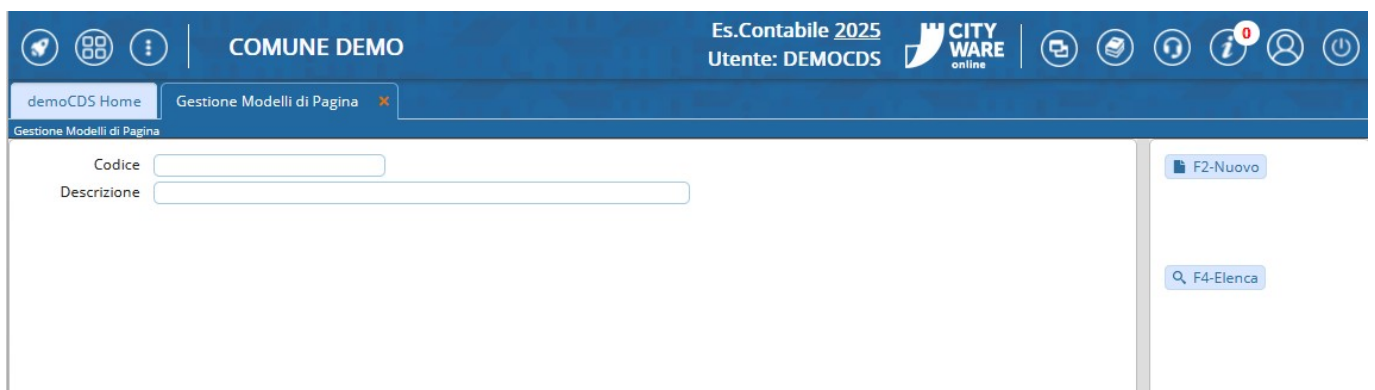 COMUNE DEMO
Es.Contabile 2025
Utente: DEMOCDS
CITY
WARE
online
0
demoCDS Home
Gestione Modelli di Pagina
Gestione Modelli di Pagina
Codice
Descrizione
F2-Nuovo
F4-Elenca